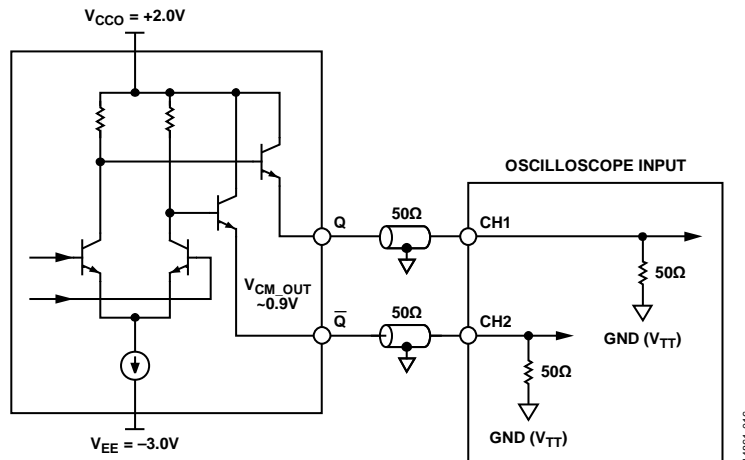 V_CCO = +2.0V
OSCILLOSCOPE INPUT
Q
50Ω
CH1
50Ω
GND (V_TT)
V_CM_OUT
~0.9V
Q̅
50Ω
CH2
50Ω
GND (V_TT)
V_EE = –3.0V